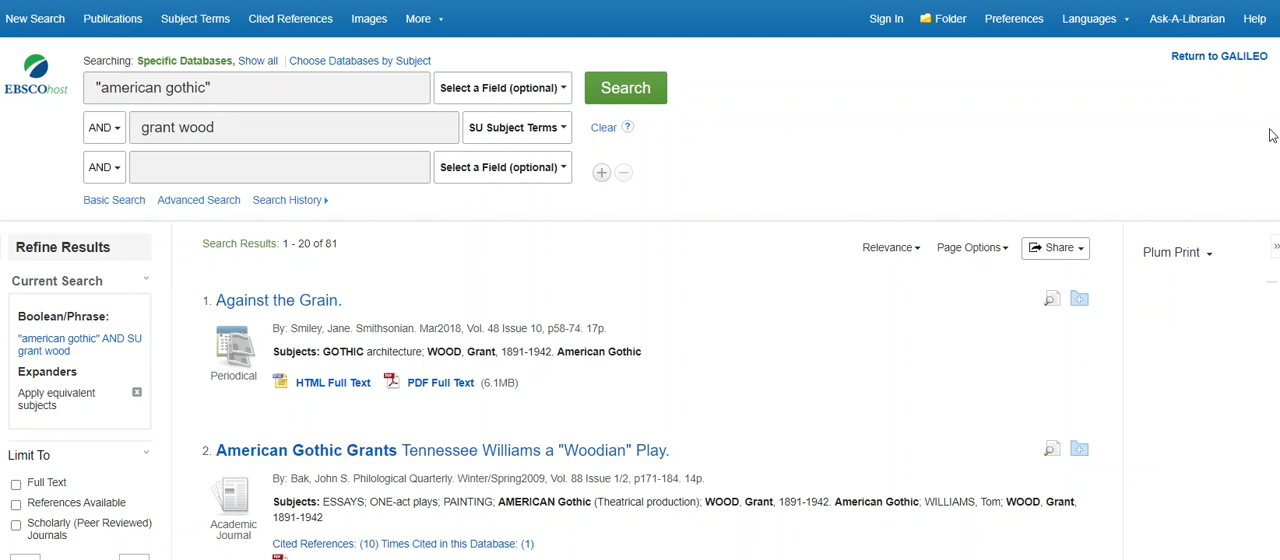 New Search Publications Subject Terms Cited References Images More Sign In Folder Preferences Languages Ask-A-Librarian Help
Searching: Specific Databases, Show all Choose Databases by Subject Return to GALILEO
EBSCOhost
"american gothic" Select a Field (optional) Search
AND grant wood SU Subject Terms Clear ?
AND Select a Field (optional)
Basic Search Advanced Search Search History
Refine Results
Current Search
Boolean/Phrase:
"american gothic" AND SU
grant wood
Expanders
Apply equivalent
subjects
Limit To
Full Text
References Available
Scholarly (Peer Reviewed)
Journals
Search Results: 1 - 20 of 81 Relevance Page Options Share
1. Against the Grain.
By: Smiley, Jane. Smithsonian. Mar2018, Vol. 48 Issue 10, p58-74. 17p.
Subjects: GOTHIC architecture; WOOD, Grant, 1891-1942. American Gothic
Periodical
HTML Full Text PDF Full Text (6.1MB)
2. American Gothic Grants Tennessee Williams a "Woodian" Play.
By: Bak, John S. Philological Quarterly. Winter/Spring2009, Vol. 88 Issue 1/2, p171-184. 14p.
Subjects: ESSAYS; ONE-act plays; PAINTING; AMERICAN Gothic (Theatrical production); WOOD, Grant, 1891-1942. American Gothic; WILLIAMS, Tom; WOOD, Grant,
1891-1942
Academic
Journal
Cited References: (10) Times Cited in this Database: (1)
Plum Print